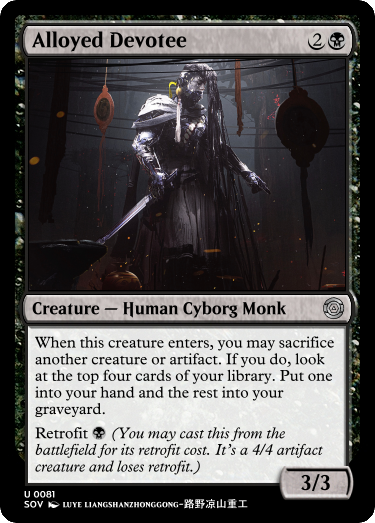 Alloyed Devotee 2
Creature — Human Cyborg Monk
When this creature enters, you may sacrifice
another creature or artifact. If you do, look
at the top four cards of your library. Put one
into your hand and the rest into your
graveyard.
Retrofit (You may cast this from the
battlefield for its retrofit cost. It's a 4/4 artifact
creature and loses retrofit.)
3/3
U 0081
SOV LUYE LIANGSHANZHONGGONG-路野凉山重工